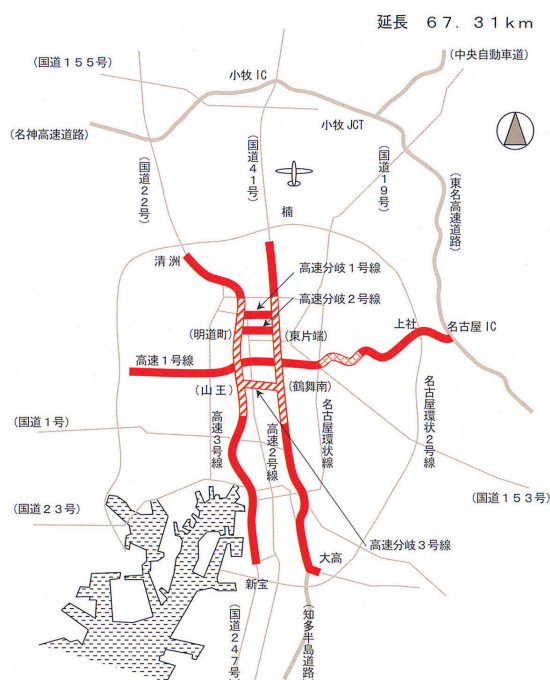 延長 67.31km
(国道155号)
(中央自動車道)
小牧IC
小牧JCT
(名神高速道路)
(国道22号)
(国道41号)
(国道19号)
(東名高速道路)
楠
清洲
高速分岐1号線
高速分岐2号線
(明道町)
(東片端)
上社
名古屋IC
高速1号線
(山王)
(鶴舞南)
(国道1号)
高速3号線
高速2号線
名古屋環状線
名古屋環状2号線
(国道153号)
(国道23号)
高速分岐3号線
大高
新宝
(国道247号)
(知多半島道路)